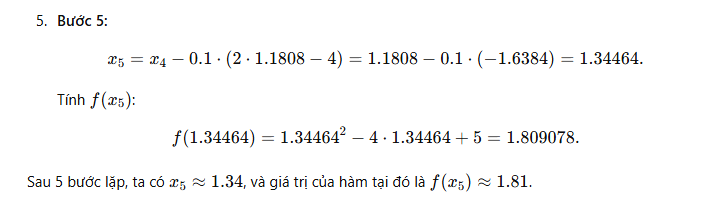 5. Bước 5:
x₅ = x₄ − 0.1 · (2 · 1.1808 − 4) = 1.1808 − 0.1 · (−1.6384) = 1.34464.
Tính f(x₅):
f(1.34464) = 1.34464² − 4 · 1.34464 + 5 = 1.809078.
Sau 5 bước lặp, ta có x₅ ≈ 1.34, và giá trị của hàm tại đó là f(x₅) ≈ 1.81.